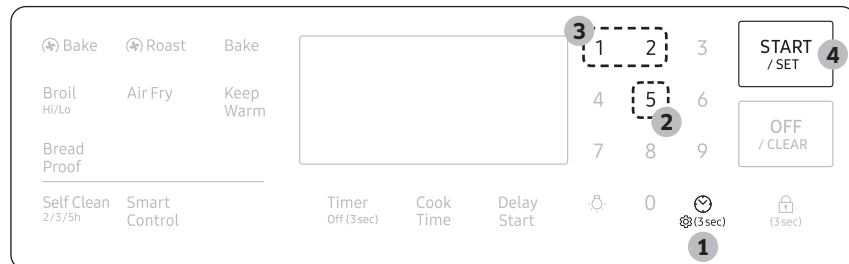 Bake
Roast
Bake
Broil
Hi/Lo
Air Fry
Keep
Warm
Bread
Proof
Self Clean
2/3/5h
Smart
Control
Timer
Off (3 sec)
Cook
Time
Delay
Start
3
1 2 3
4 5 6
2
7 8 9
0
(3 sec)
1
START
/ SET
4
OFF
/ CLEAR
(3 sec)